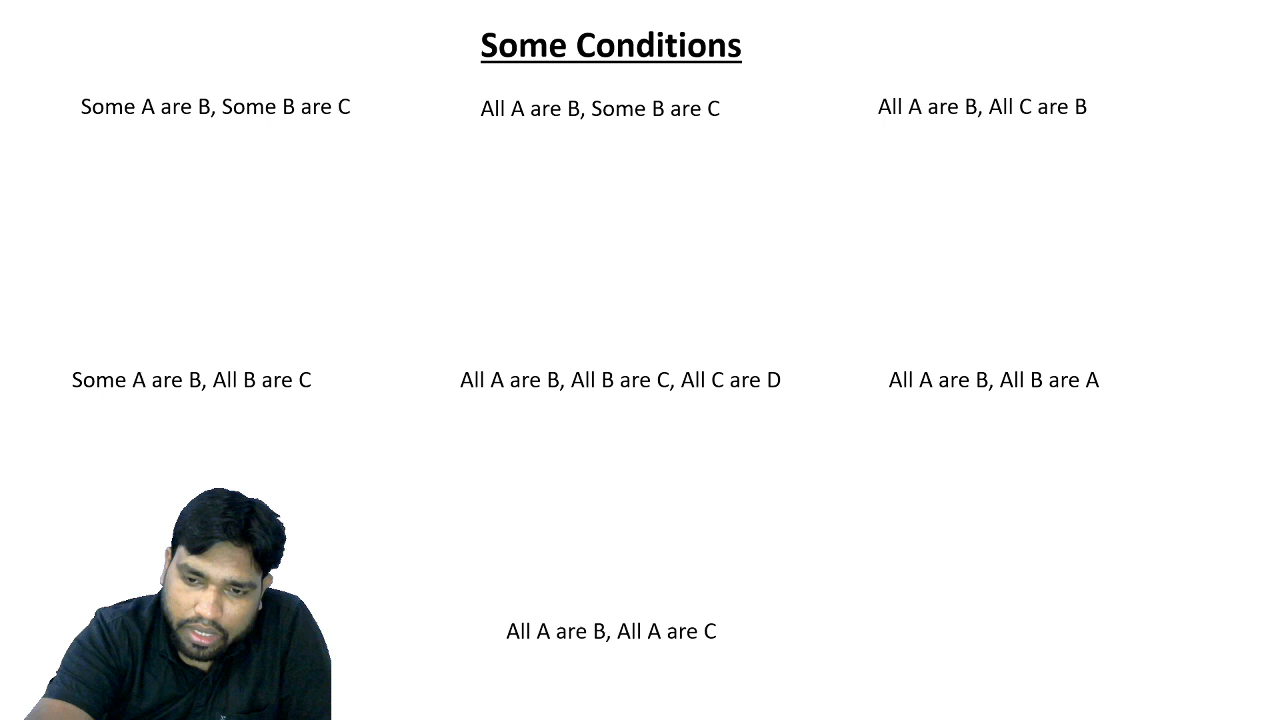 Some Conditions
Some A are B, Some B are C
All A are B, Some B are C
All A are B, All C are B
Some A are B, All B are C
All A are B, All B are C, All C are D
All A are B, All B are A
All A are B, All A are C